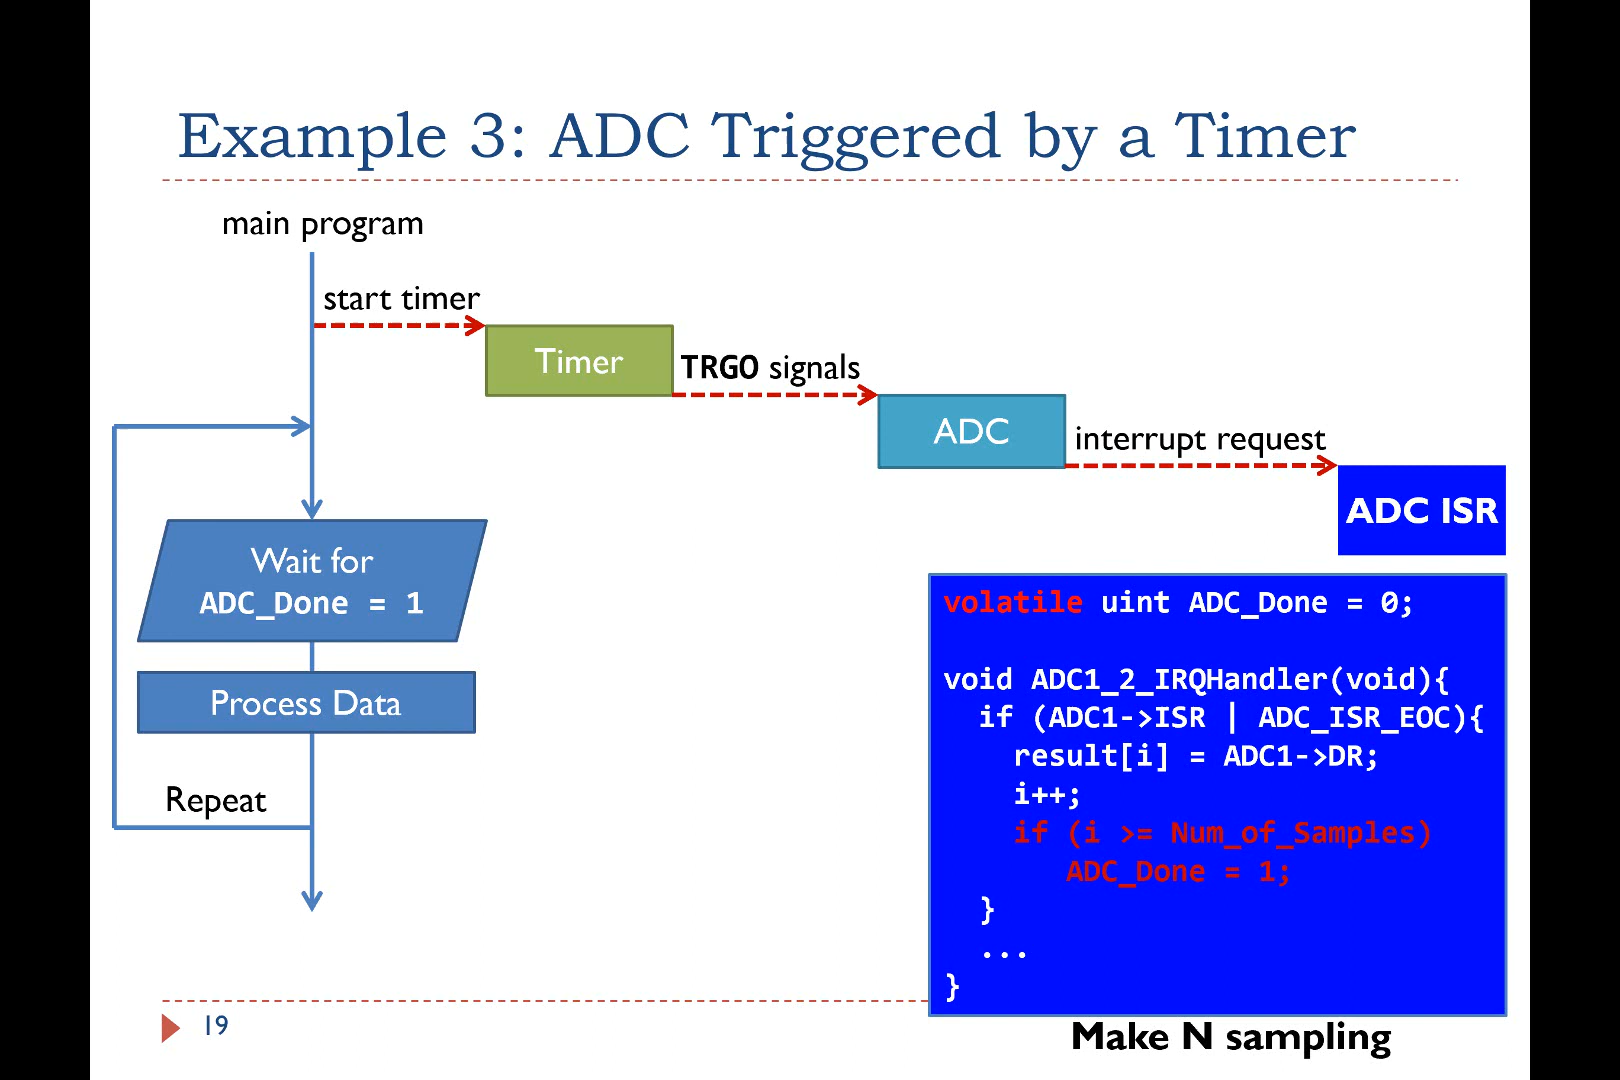 Example 3: ADC Triggered by a Timer
main program
start timer
Timer
TRGO signals
ADC
interrupt request
ADC ISR
Wait for
ADC_Done = 1
Process Data
Repeat
volatile uint ADC_Done = 0;
void ADC1_2_IRQHandler(void){
if (ADC1->ISR | ADC_ISR_EOC){
result[i] = ADC1->DR;
i++;
if (i >= Num_of_Samples)
ADC_Done = 1;
}
...
}
Make N sampling
19